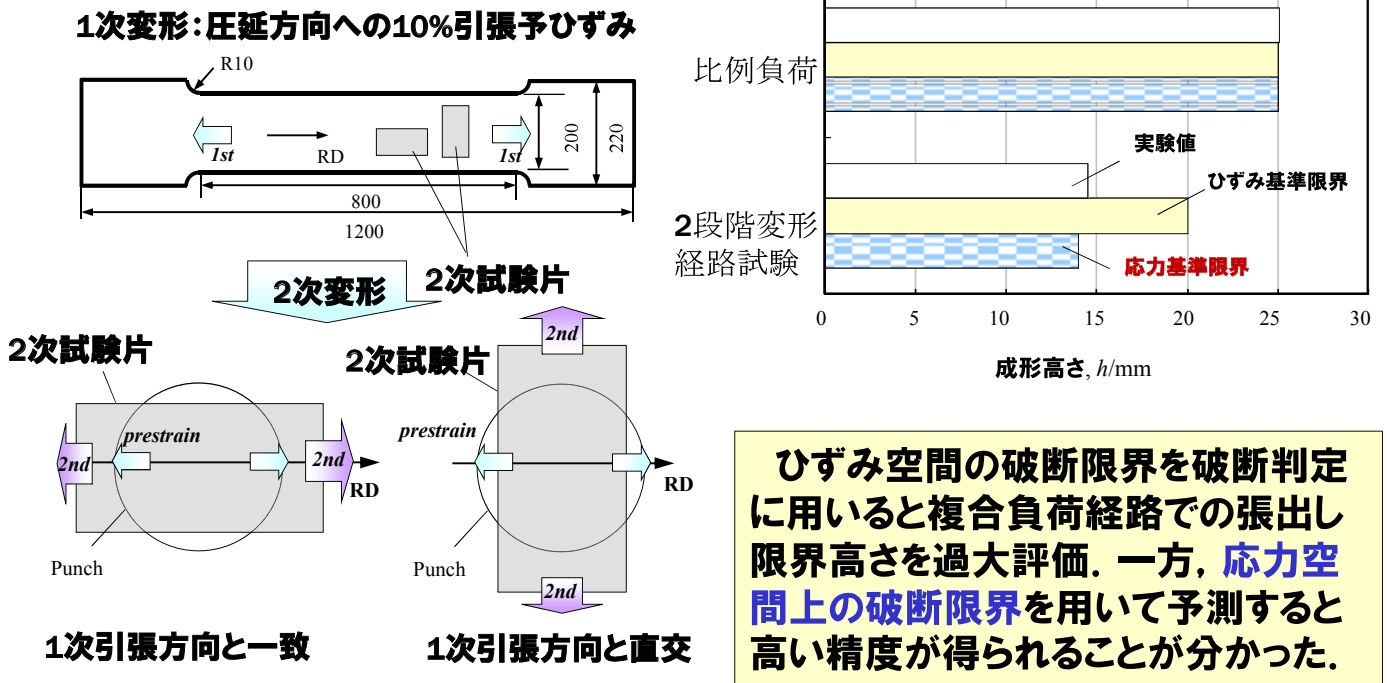 1次変形：圧延方向への10%引張予ひずみ
R10
1st
RD
1st
200
220
800
1200
2次試験片
2次変形
2次試験片
2nd
prestrain
2nd
RD
Punch
1次引張方向と一致
2次試験片
2nd
prestrain
RD
Punch
2nd
1次引張方向と直交
比例負荷
2段階変形
経路試験
実験値
ひずみ基準限界
応力基準限界
0 5 10 15 20 25 30
成形高さ, h/mm
ひずみ空間の破断限界を破断判定
に用いると複合負荷経路での張出し
限界高さを過大評価．一方，応力空
間上の破断限界を用いて予測すると
高い精度が得られることが分かった．